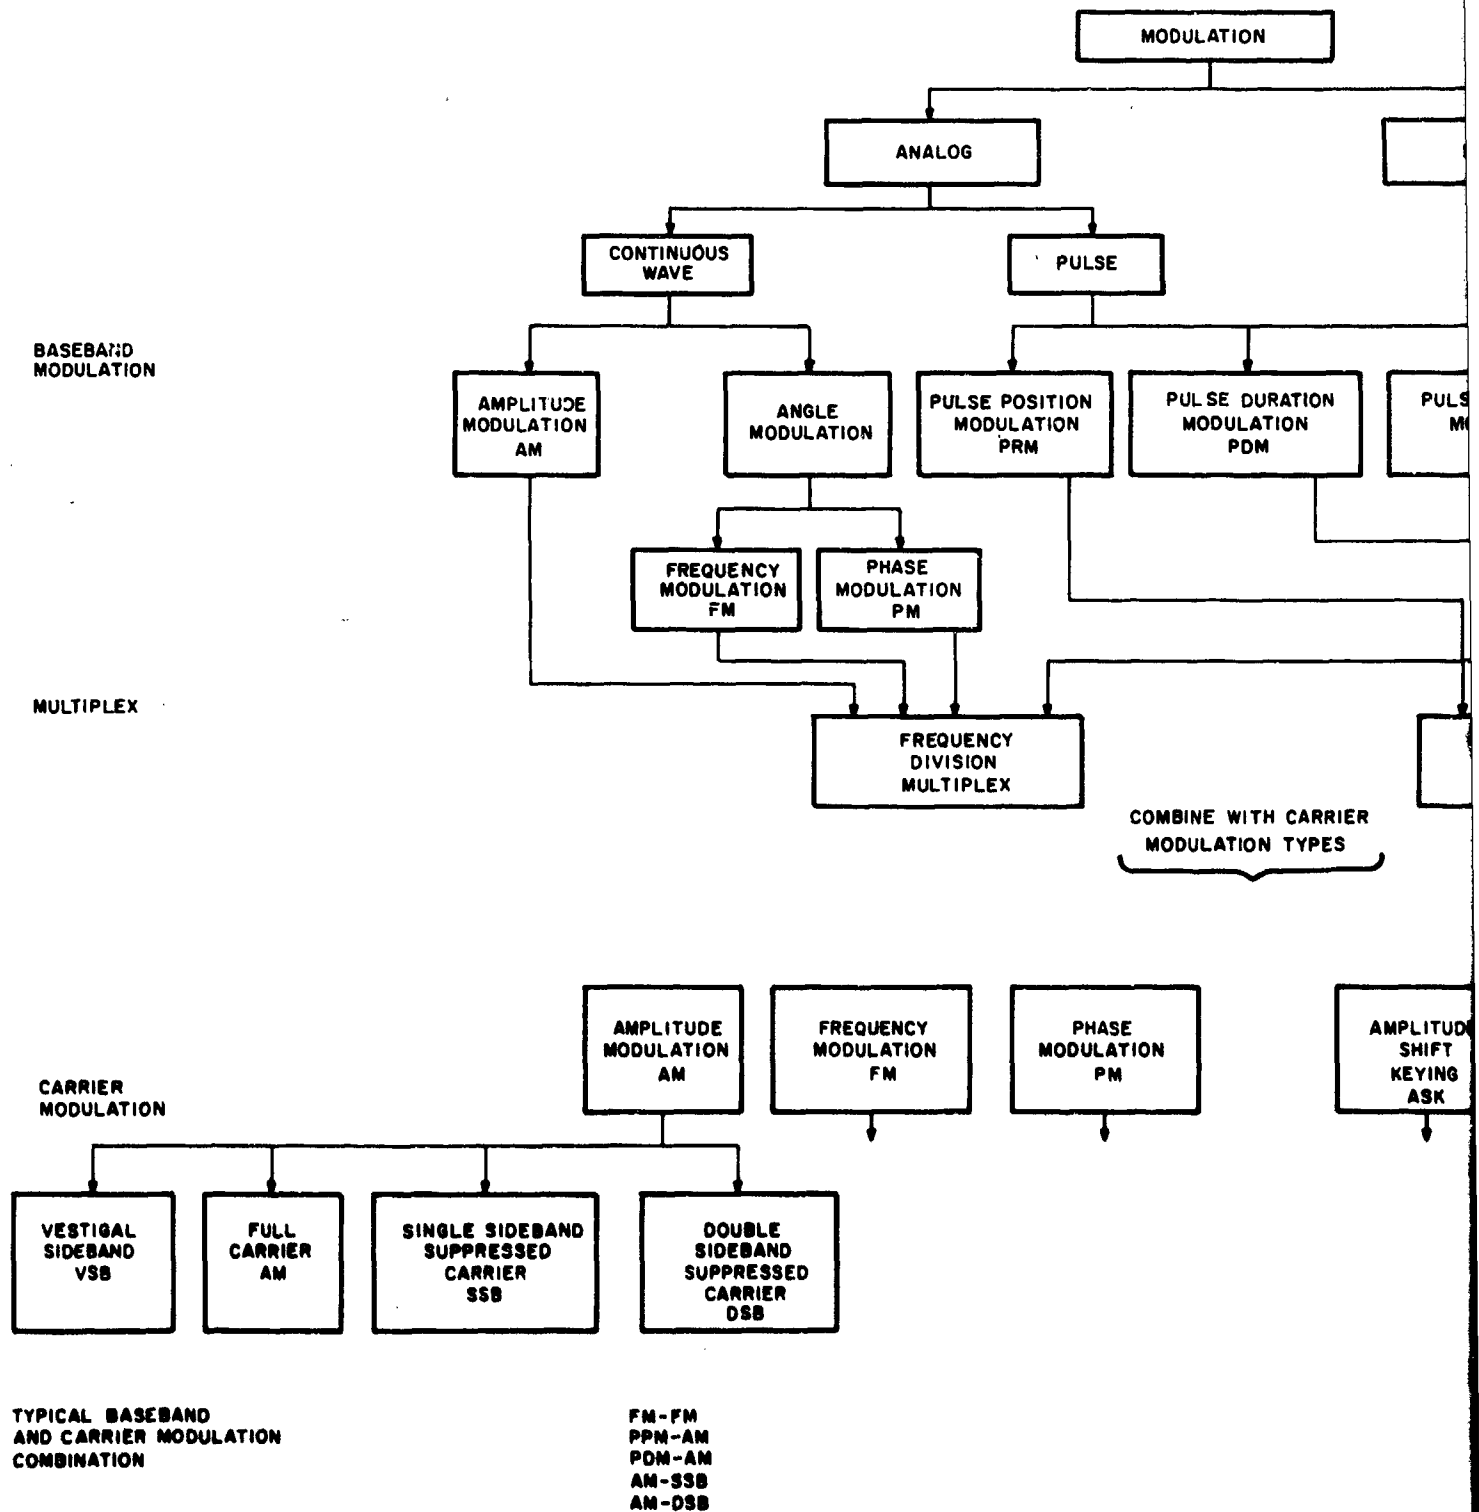 MODULATION
ANALOG
CONTINUOUS
WAVE
PULSE
BASEBAND
MODULATION
AMPLITUDE
MODULATION
AM
ANGLE
MODULATION
PULSE POSITION
MODULATION
PRM
PULSE DURATION
MODULATION
PDM
FREQUENCY
MODULATION
FM
PHASE
MODULATION
PM
MULTIPLEX
FREQUENCY
DIVISION
MULTIPLEX
COMBINE WITH CARRIER
MODULATION TYPES
CARRIER
MODULATION
AMPLITUDE
MODULATION
AM
FREQUENCY
MODULATION
FM
PHASE
MODULATION
PM
AMPLITUDE
SHIFT
KEYING
ASK
VESTIGAL
SIDEBAND
VSB
FULL
CARRIER
AM
SINGLE SIDEBAND
SUPPRESSED
CARRIER
SSB
DOUBLE
SIDEBAND
SUPPRESSED
CARRIER
DSB
TYPICAL BASEBAND
AND CARRIER MODULATION
COMBINATION
FM-FM
PPM-AM
PDM-AM
AM-SSB
AM-DSB